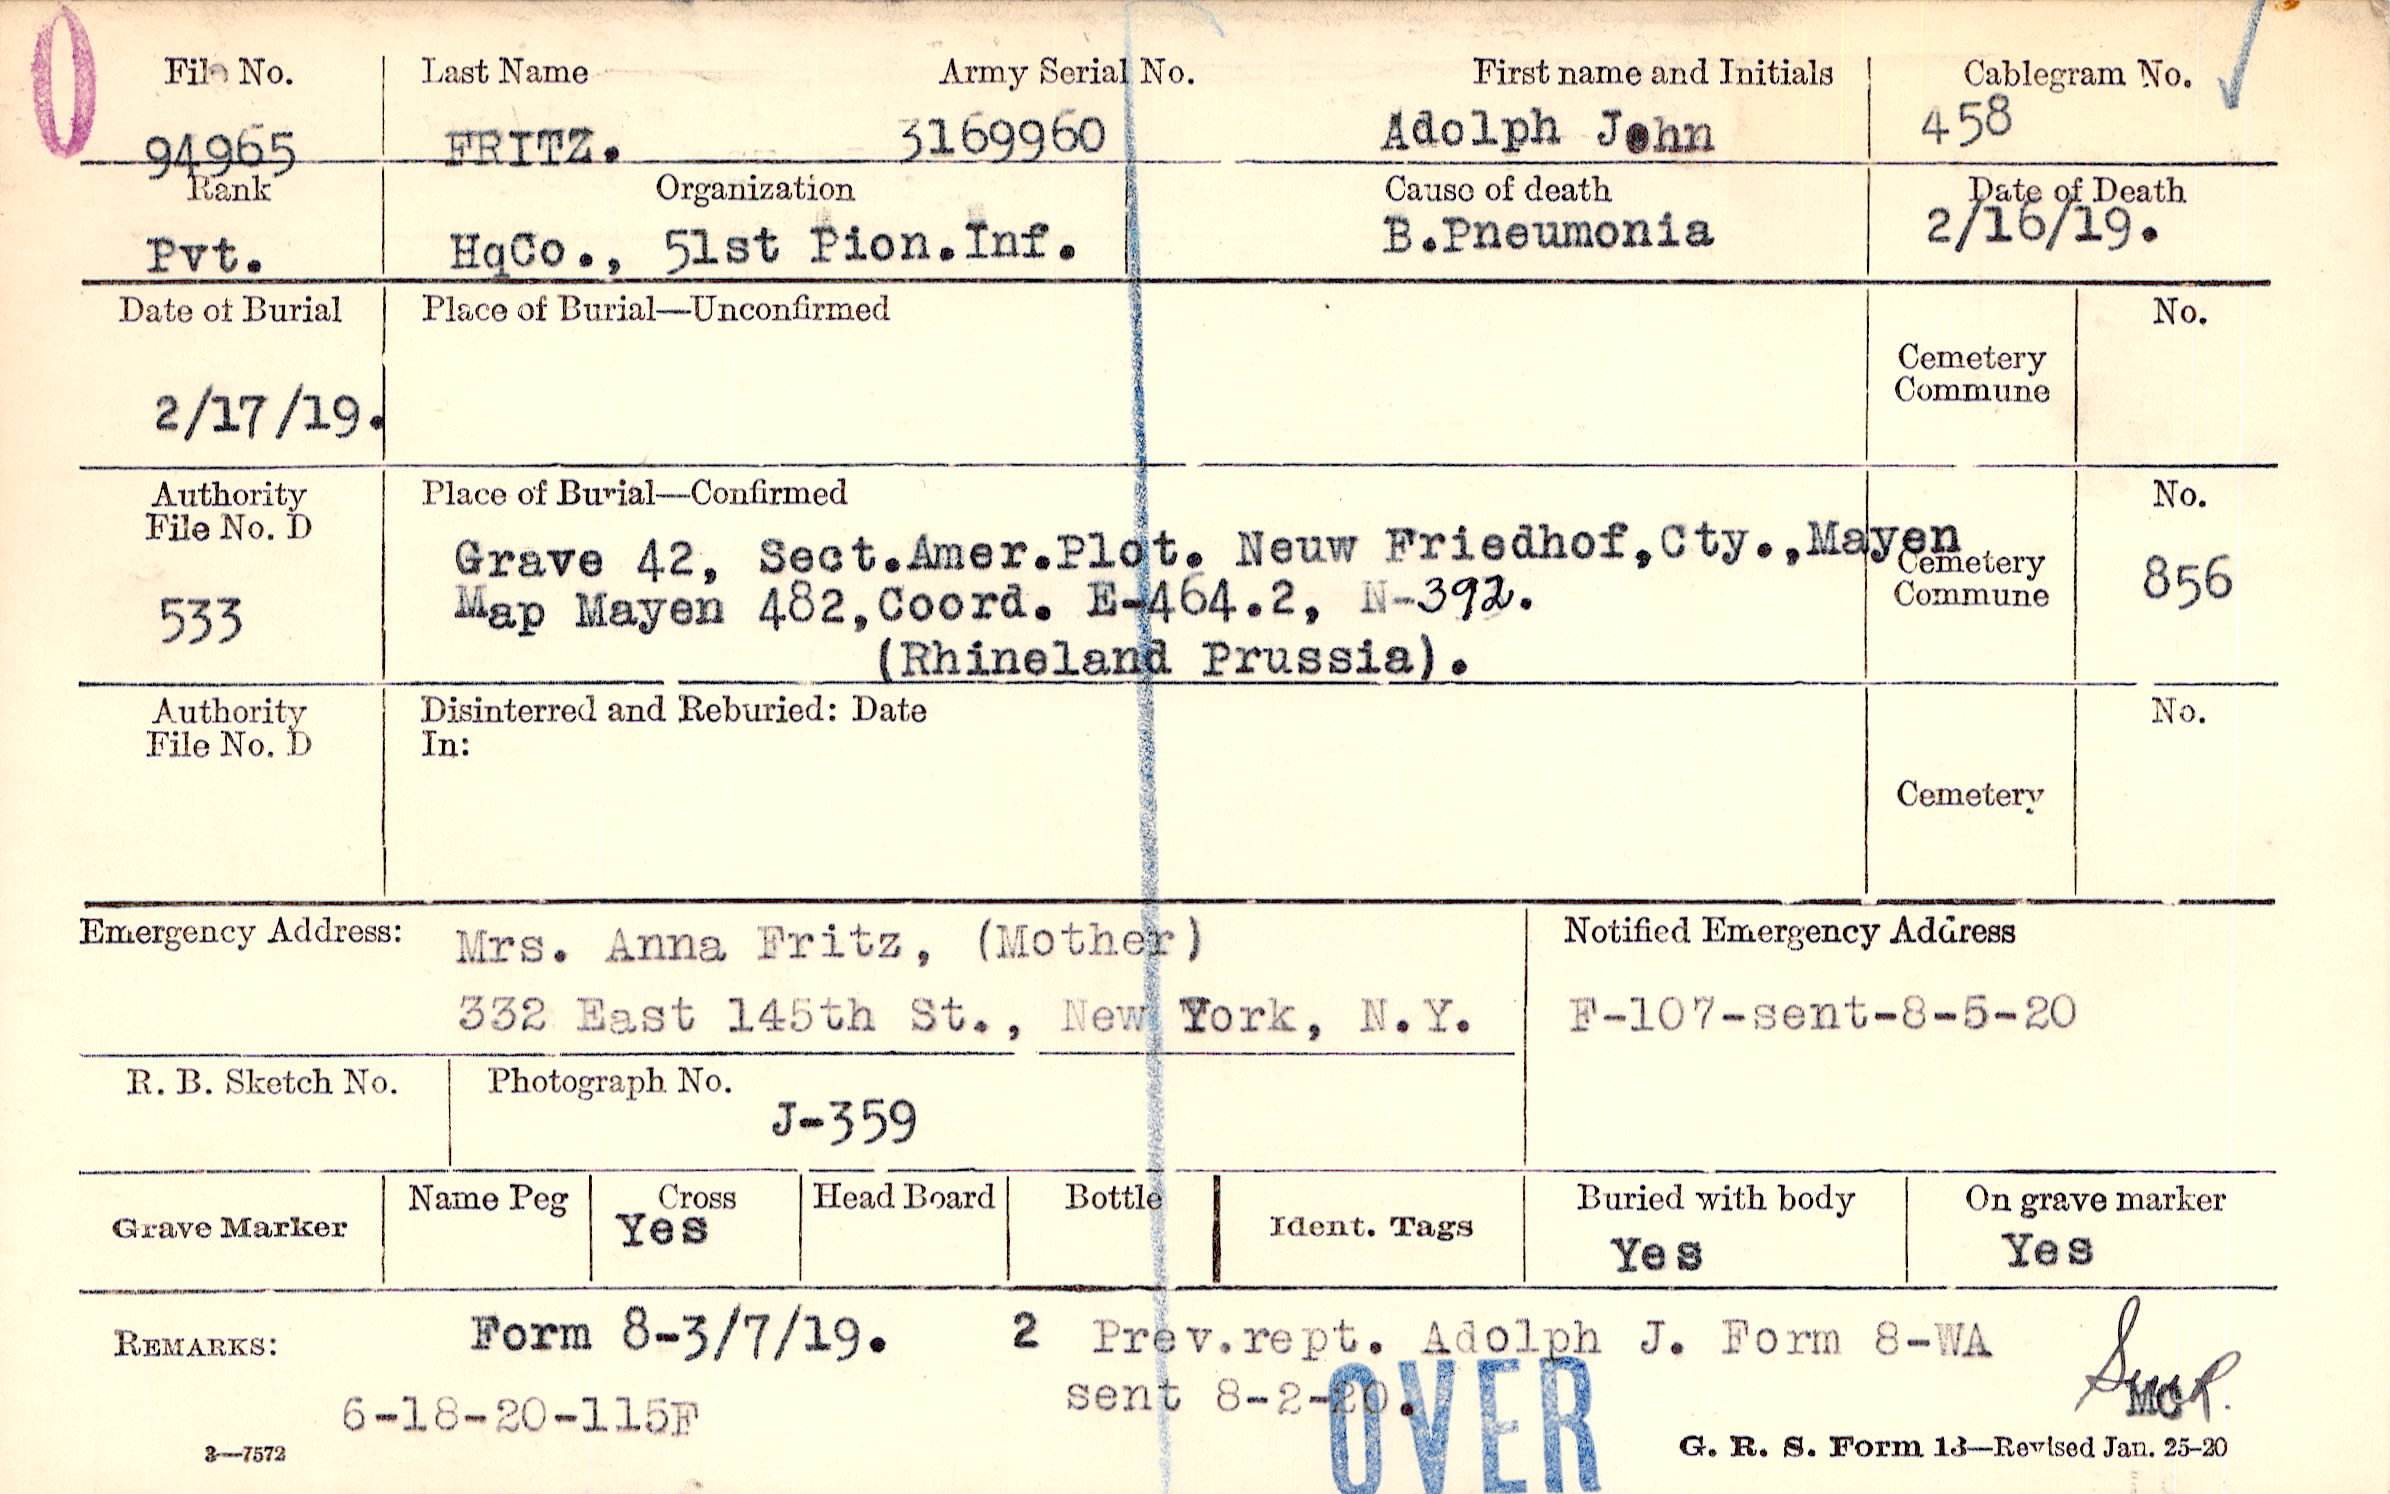 File No. Last Name Army Serial No. First name and Initials Cablegram No.
94965 FRITZ. 3169960 Adolph John 458
Rank Organization Cause of death Date of Death
Pvt. HqCo., 51st Pion.Inf. B.Pneumonia 2/16/19.
Date of Burial Place of Burial—Unconfirmed No.
Cemetery
Commune
2/17/19.
Authority Place of Burial—Confirmed No.
File No. D
Grave 42, Sect.Amer.Plot. Neuw Friedhof,Cty.,Mayen
Cemetery
533 Map Mayen 482,Coord. E-464.2, N-392. Commune 856
(Rhineland Prussia).
Authority Disinterred and Reburied: Date No.
File No. D In:
Cemetery
Emergency Address: Mrs. Anna Fritz, (Mother) Notified Emergency Address
332 East 145th St., New York, N.Y. F-107-sent-8-5-20
R. B. Sketch No. Photograph No.
J-359
Grave Marker Name Peg Cross Head Board Bottle Ident. Tags Buried with body On grave marker
Yes Yes Yes
REMARKS: Form 8-3/7/19. 2 Prev.rept. Adolph J. Form 8-WA
6-18-20-115F sent 8-2-20.
OVER
3—7572 G. R. S. Form 13—Revised Jan. 25-20